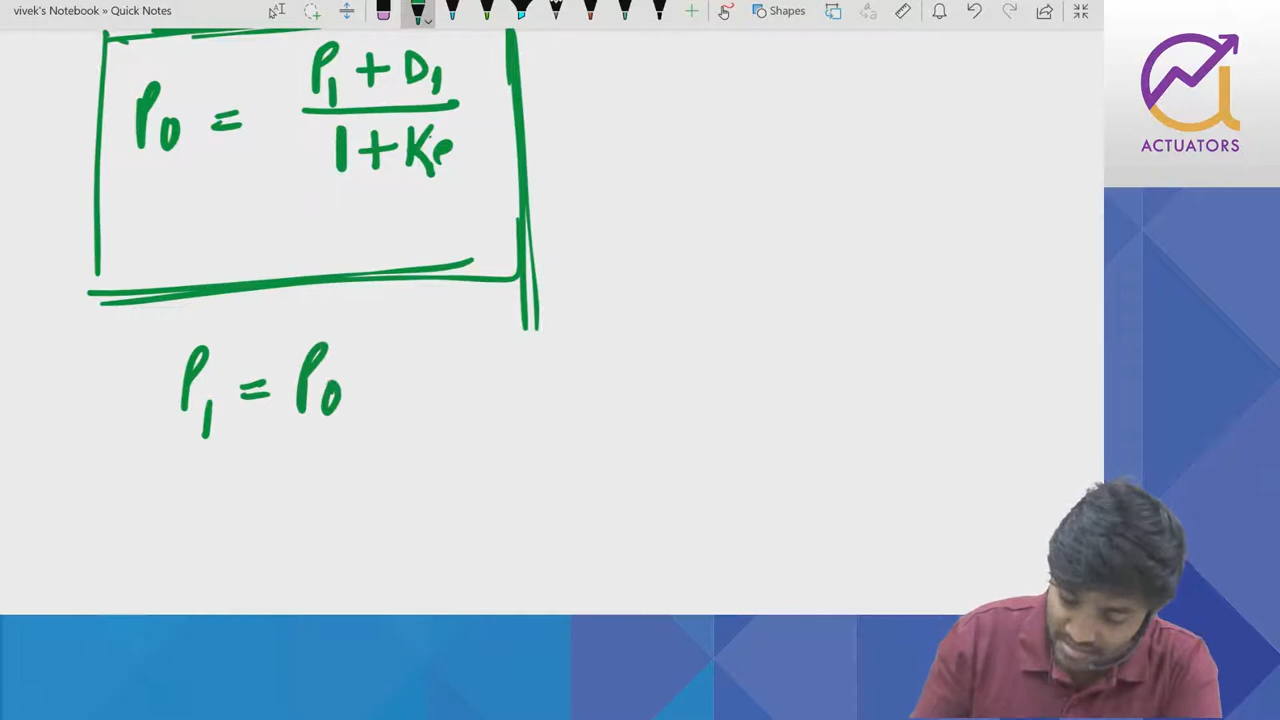 vivek's Notebook » Quick Notes
Shapes
P₀ = (P₁ + D₁) / (1 + Ke)
P₁ = P₀
ACTUATORS